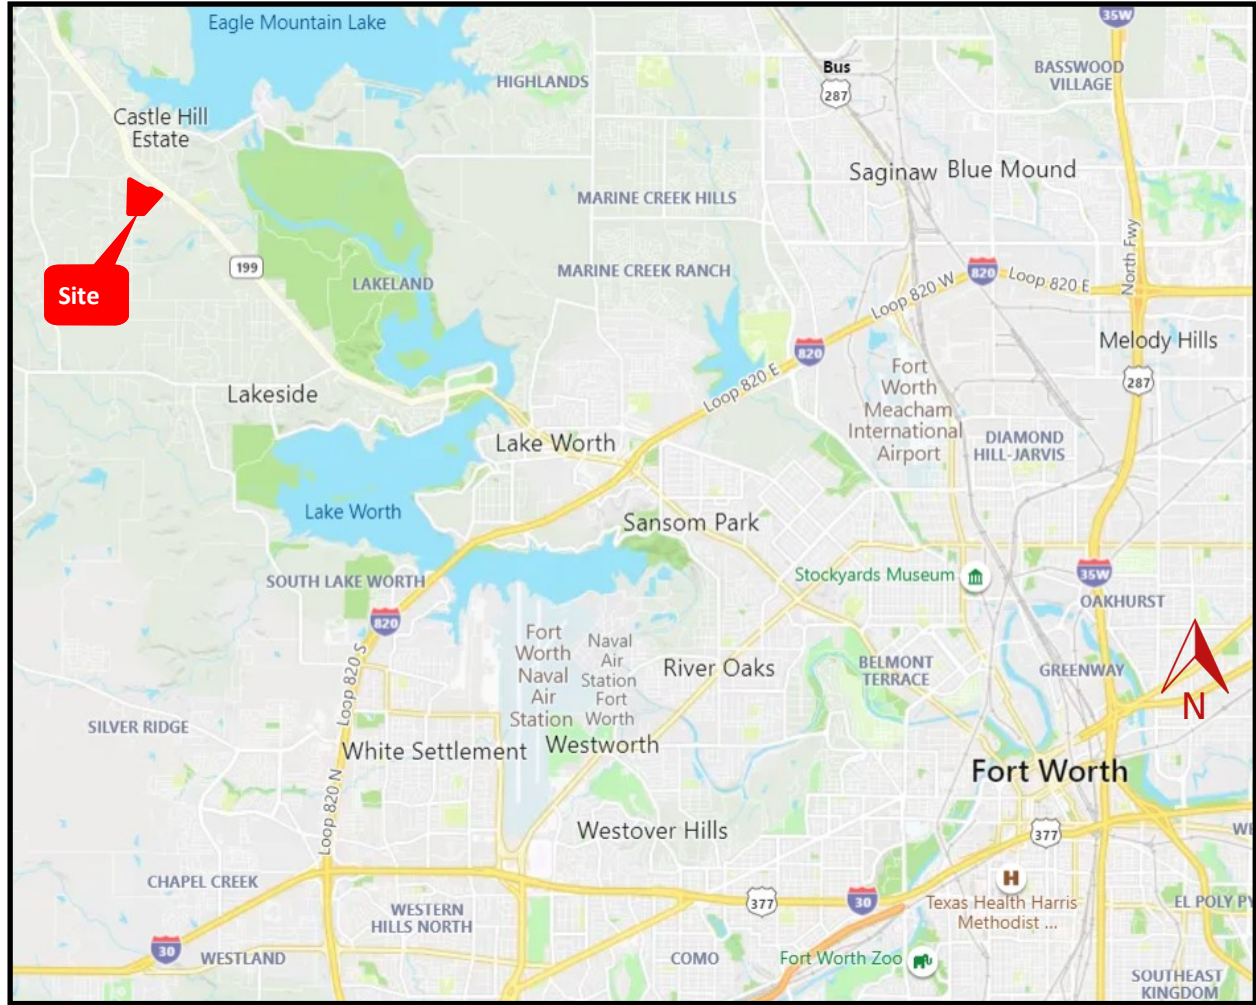 Eagle Mountain Lake
35W
HIGHLANDS
Bus
287
BASSWOOD
VILLAGE
Castle Hill
Estate
Saginaw
Blue Mound
MARINE CREEK HILLS
North Fwy
199
LAKELAND
MARINE CREEK RANCH
Loop 820 W
820
Loop 820 E
Site
820
Melody Hills
Loop 820 E
Fort
Worth
Meacham
International
Airport
287
Lakeside
Lake Worth
DIAMOND
HILL-JARVIS
Lake Worth
Sansom Park
SOUTH LAKE WORTH
Stockyards Museum
35W
OAKHURST
820
Fort
Worth
Naval
Air
Station
Naval
Air
Station
Fort
Worth
River Oaks
BELMONT
TERRACE
GREENWAY
N
Loop 820 S
SILVER RIDGE
White Settlement
Westworth
Fort Worth
Loop 820 N
Westover Hills
377
WE
CHAPEL CREEK
H
377
30
Texas Health Harris
Methodist ...
EL POLY PY
WESTERN
HILLS NORTH
30
WESTLAND
COMO
Fort Worth Zoo
SOUTHEAST
KINGDOM